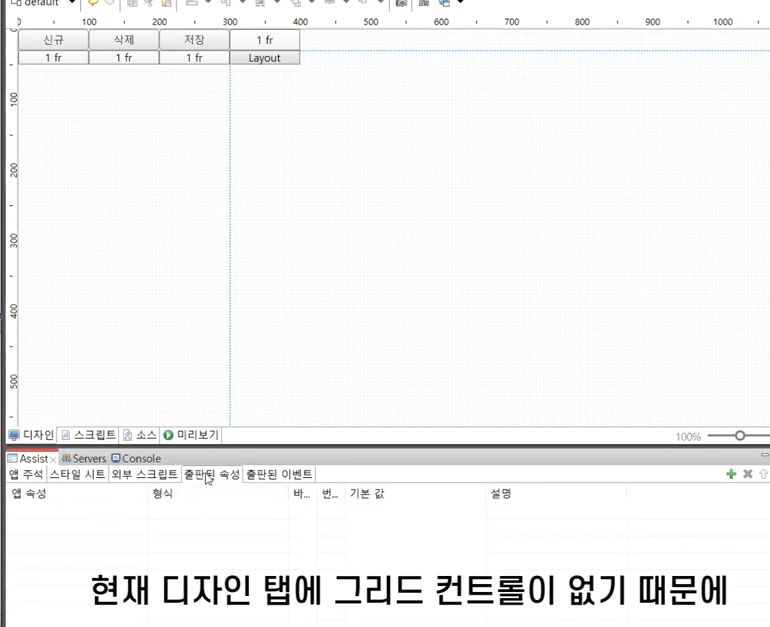 default
0 100 200 300 400 500 600 700 800 900 1000
신규 삭제 저장 1 fr
1 fr 1 fr 1 fr Layout
100
200
300
400
500
디자인 스크립트 소스 미리보기 100%
Assist Servers Console
앱 주석 스타일 시트 외부 스크립트 출판된 속성 출판된 이벤트
앱 속성 형식 바... 번... 기본 값 설명
현재 디자인 탭에 그리드 컨트롤이 없기 때문에